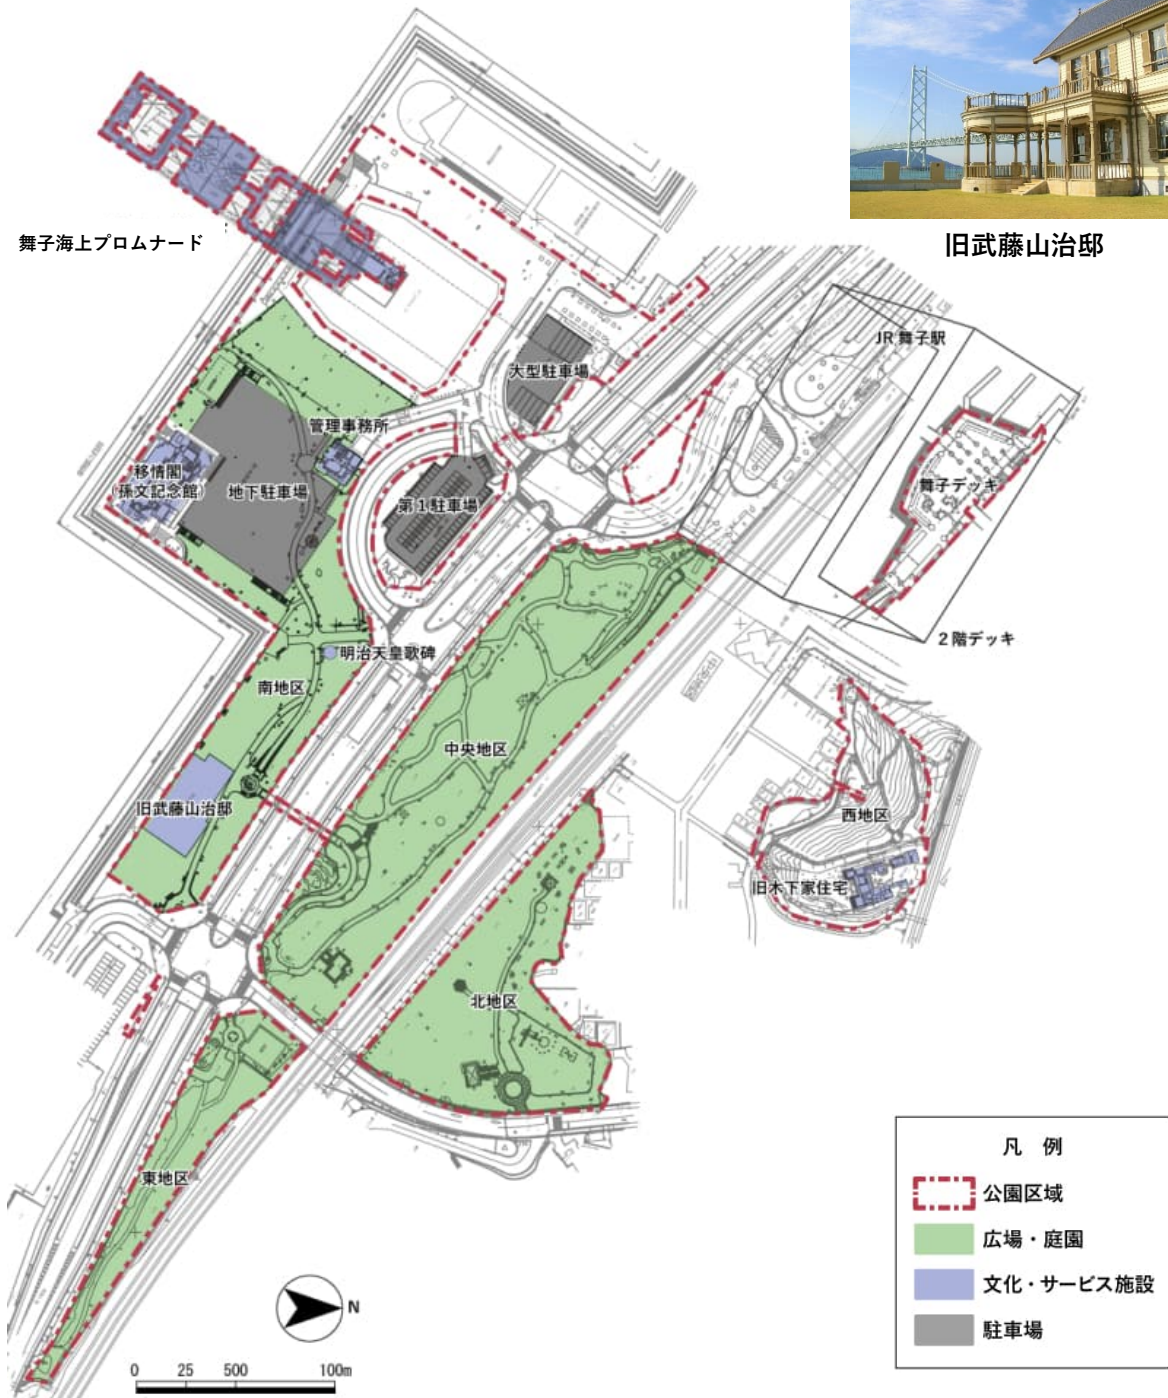 舞子海上プロムナード
旧武藤山治邸
JR 舞子駅
大型駐車場
管理事務所
移情閣
(孫文記念館)
地下駐車場
第1駐車場
舞子デッキ
2階デッキ
明治天皇歌碑
南地区
中央地区
旧武藤山治邸
西地区
旧木下家住宅
北地区
東地区
N
0 25 500 100m
凡 例
公園区域
広場・庭園
文化・サービス施設
駐車場